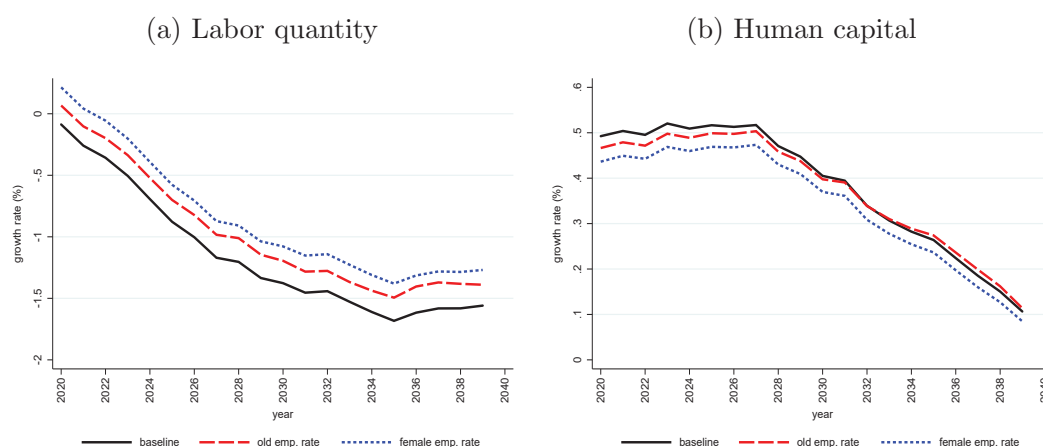 (a) Labor quantity
(b) Human capital
growth rate (%)
0
-.5
-1
-1.5
-2
2020
2022
2024
2026
2028
2030
2032
2034
2036
2038
2040
year
baseline
old emp. rate
female emp. rate
growth rate (%)
.6
.5
.4
.3
.2
.1
0
2020
2022
2024
2026
2028
2030
2032
2034
2036
2038
2040
year
baseline
old emp. rate
female emp. rate